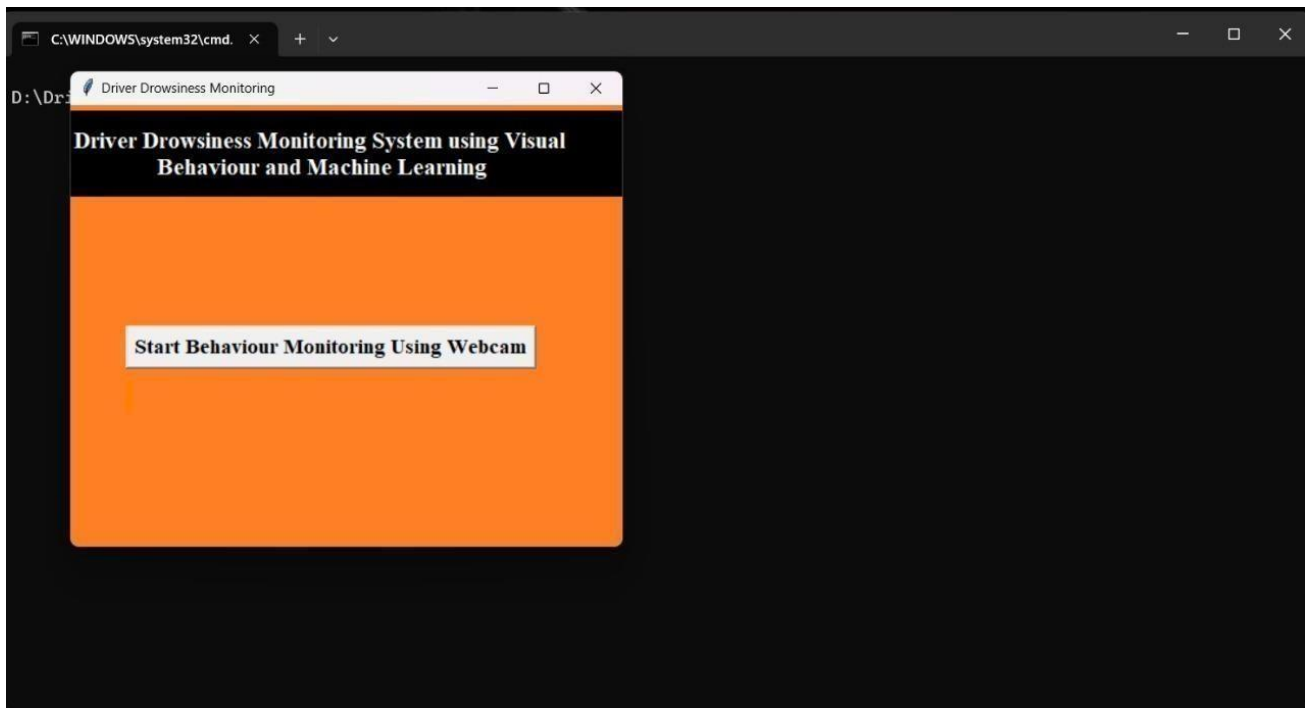 C:\WINDOWS\system32\cmd.
D:\Dri
Driver Drowsiness Monitoring
Driver Drowsiness Monitoring System using Visual
Behaviour and Machine Learning
Start Behaviour Monitoring Using Webcam